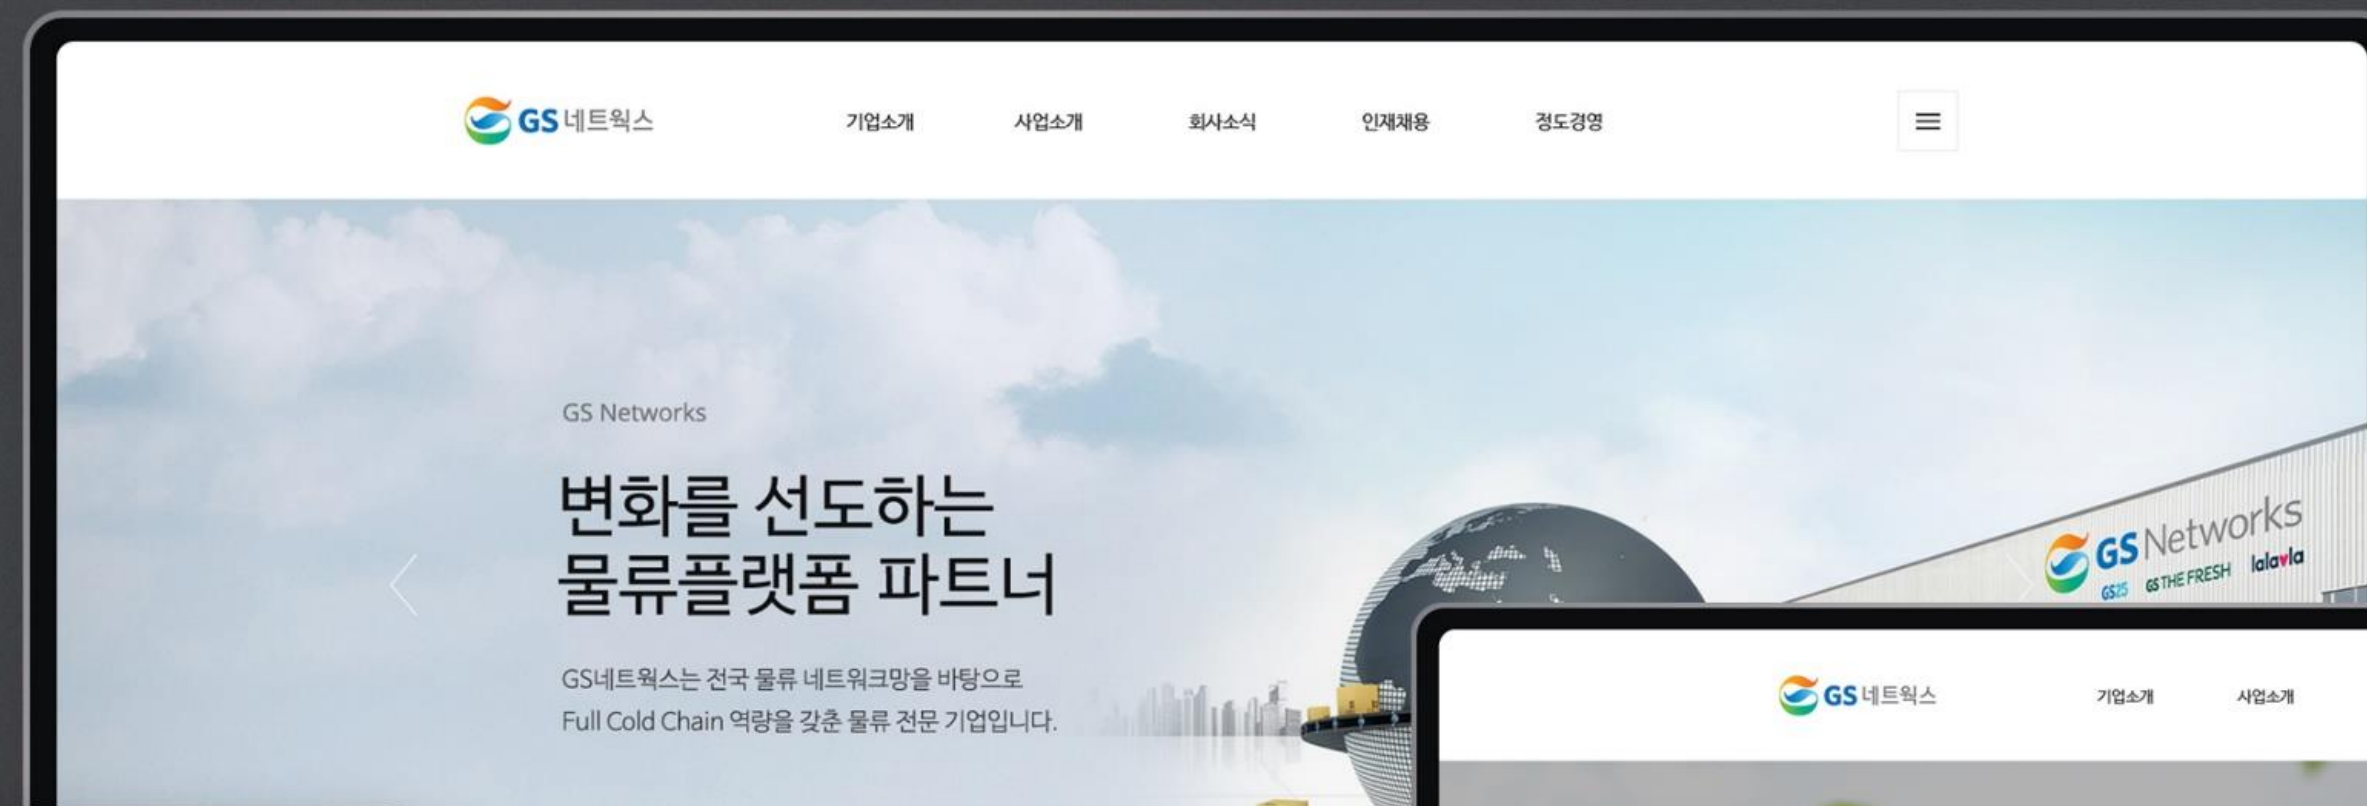 GS 네트웍스
기업소개
사업소개
회사소식
인재채용
정도경영
GS Networks
변화를 선도하는
물류플랫폼 파트너
GS네트웍스는 전국 물류 네트워크망을 바탕으로
Full Cold Chain 역량을 갖춘 물류 전문 기업입니다.
GS Networks
GS25 GS THE FRESH lalavla
GS 네트웍스
기업소개
사업소개